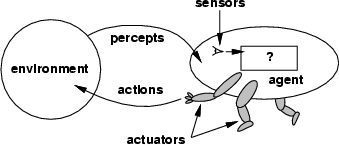 sensors
percepts
?
environment
agent
actions
actuators